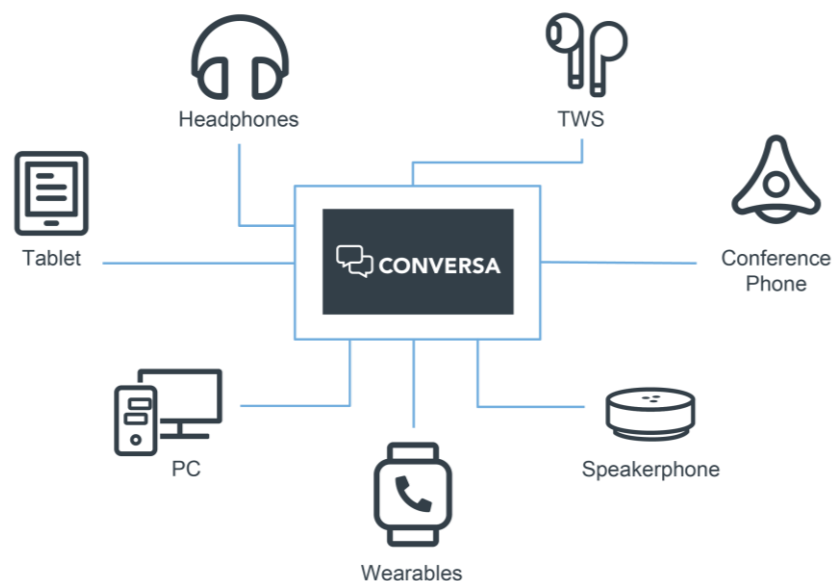 Headphones
TWS
Tablet
CONVERSA
Conference
Phone
PC
Speakerphone
Wearables